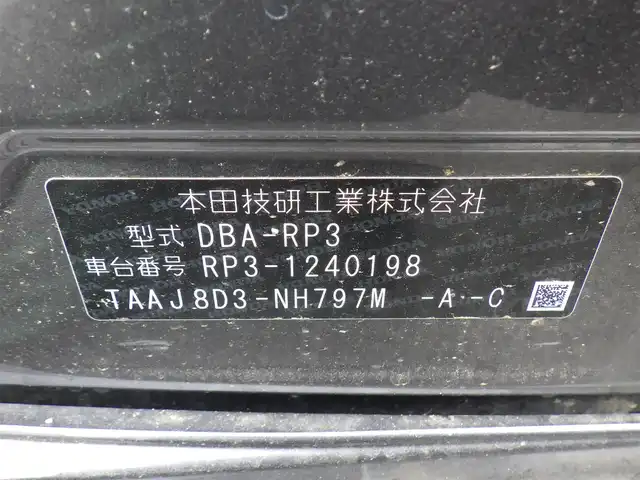 本田技研工業株式会社
型式 DBA-RP3
車台番号 RP3-1240198
TAAJ8D3-NH797M -A -C